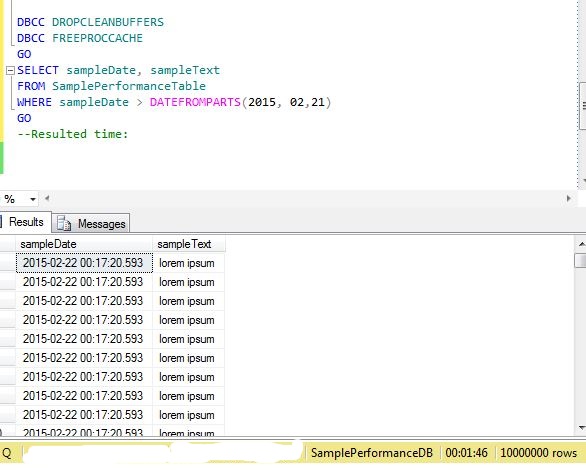 DBCC DROPCLEANBUFFERS
DBCC FREEPROCCACHE
GO
SELECT sampleDate, sampleText
FROM SamplePerformanceTable
WHERE sampleDate > DATEFROMPARTS(2015, 02,21)
GO
--Resulted time:
%
Results Messages
sampleDate sampleText
2015-02-22 00:17:20.593 lorem ipsum
2015-02-22 00:17:20.593 lorem ipsum
2015-02-22 00:17:20.593 lorem ipsum
2015-02-22 00:17:20.593 lorem ipsum
2015-02-22 00:17:20.593 lorem ipsum
2015-02-22 00:17:20.593 lorem ipsum
2015-02-22 00:17:20.593 lorem ipsum
2015-02-22 00:17:20.593 lorem ipsum
2015-02-22 00:17:20.593 lorem ipsum
2015-02-22 00:17:20.593 lorem ipsum
Q SamplePerformanceDB 00:01:46 10000000 rows